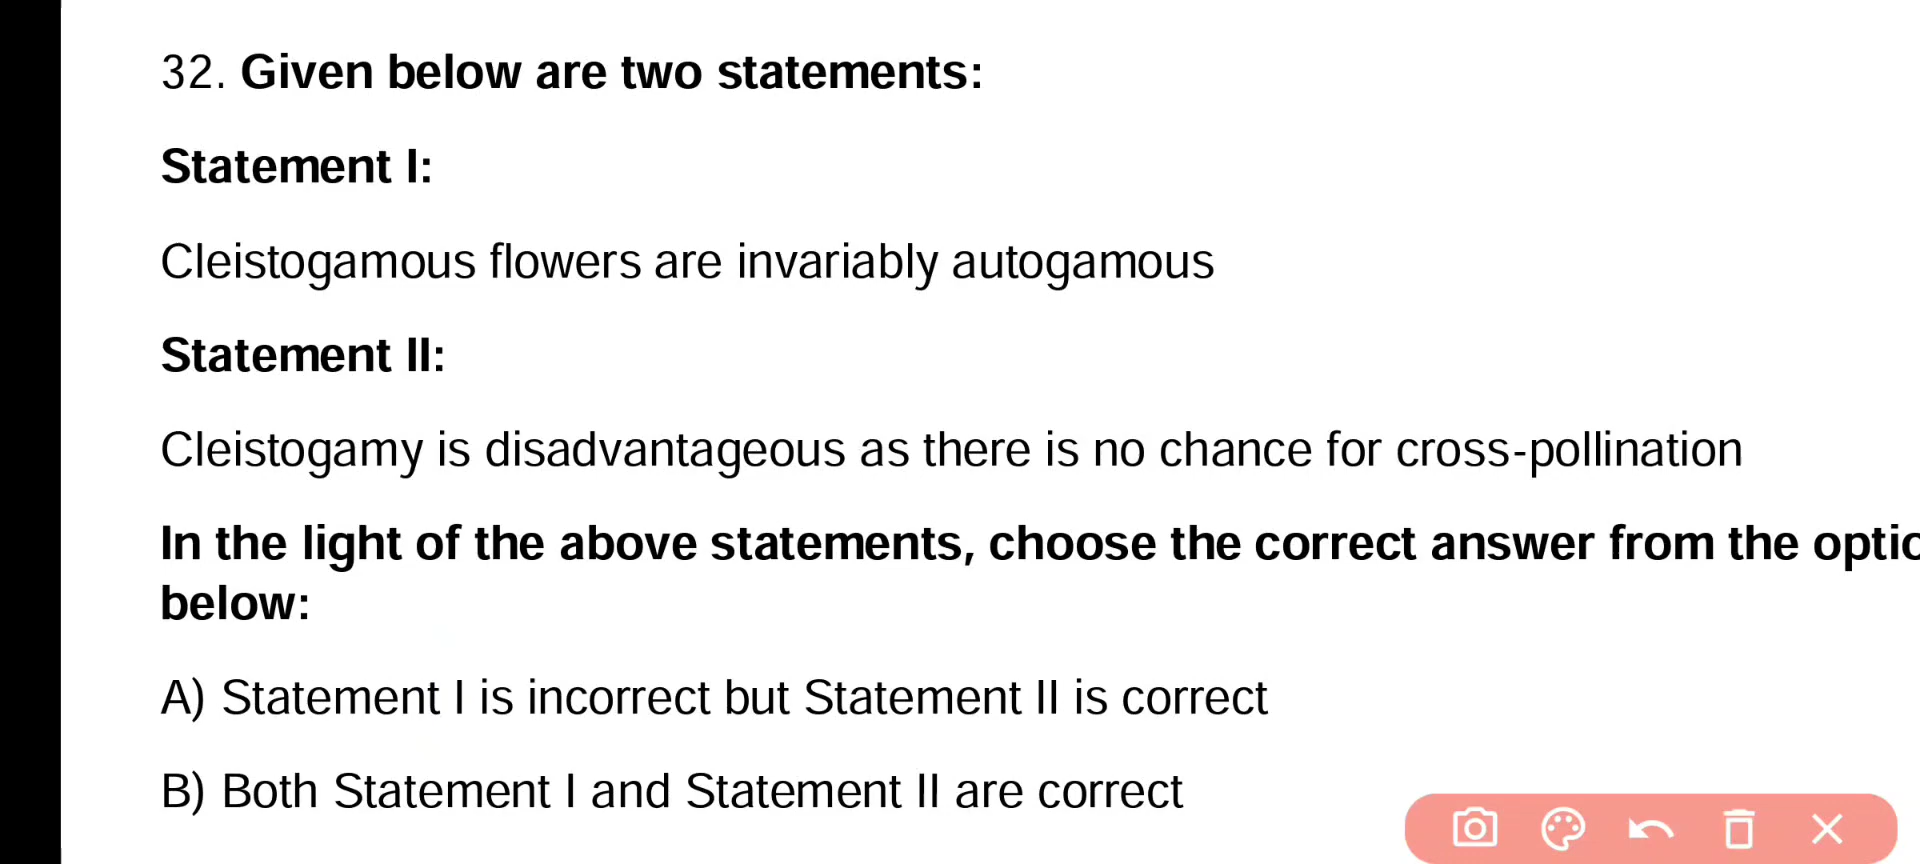 32. Given below are two statements:
Statement I:
Cleistogamous flowers are invariably autogamous
Statement II:
Cleistogamy is disadvantageous as there is no chance for cross-pollination
In the light of the above statements, choose the correct answer from the optio
below:
A) Statement I is incorrect but Statement II is correct
B) Both Statement I and Statement II are correct